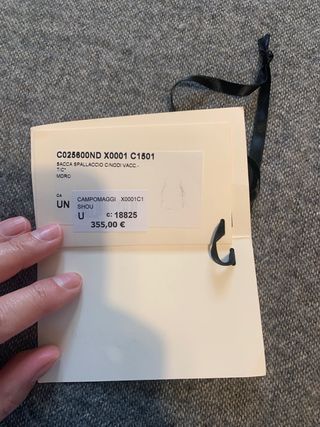 C025600ND X0001 C1501
SACCA SPALLACCIO C/NODI VACC.-
T/C*
MORO
CA
UN
CAMPOMAGGI X0001C1
SHOU
U c: 18825
355,00 €